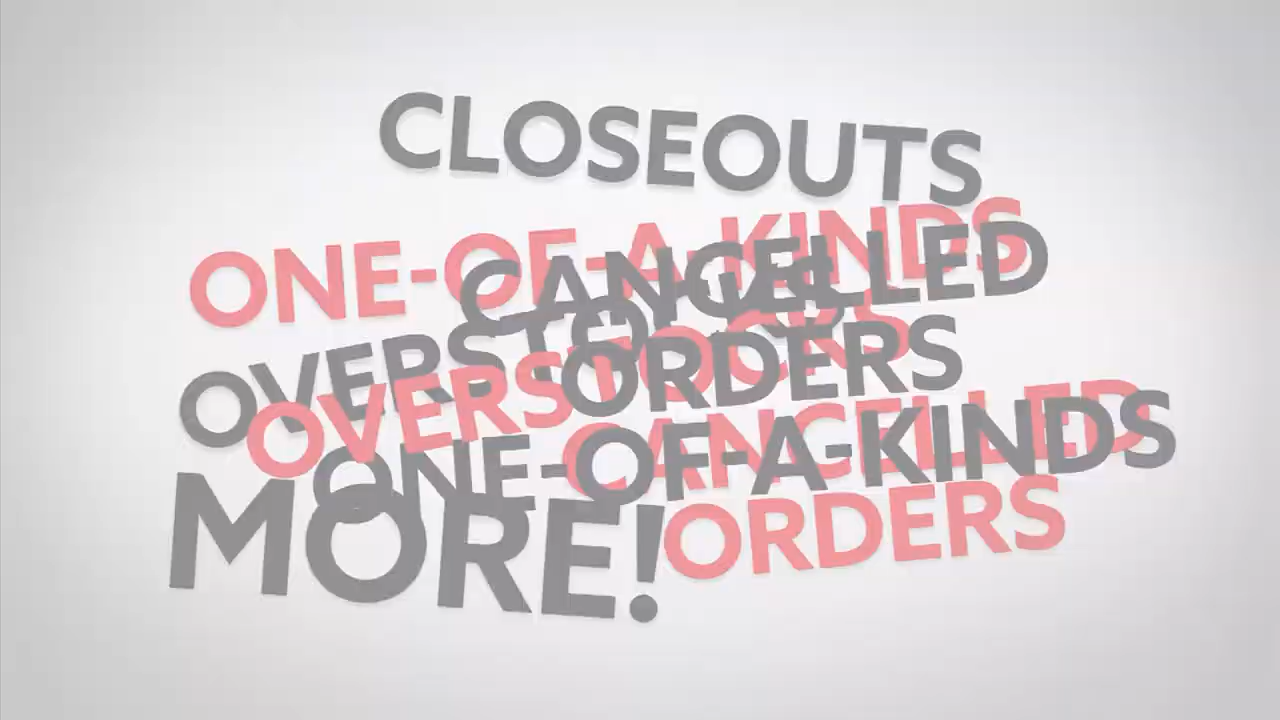 CLOSEOUTS
ONE-OF-A-KINDS
CANCELLED
ORDERS
OVERSTOCKS
OVERSTOCKS
CANCELLED
ORDERS
ONE-OF-A-KINDS
MORE!